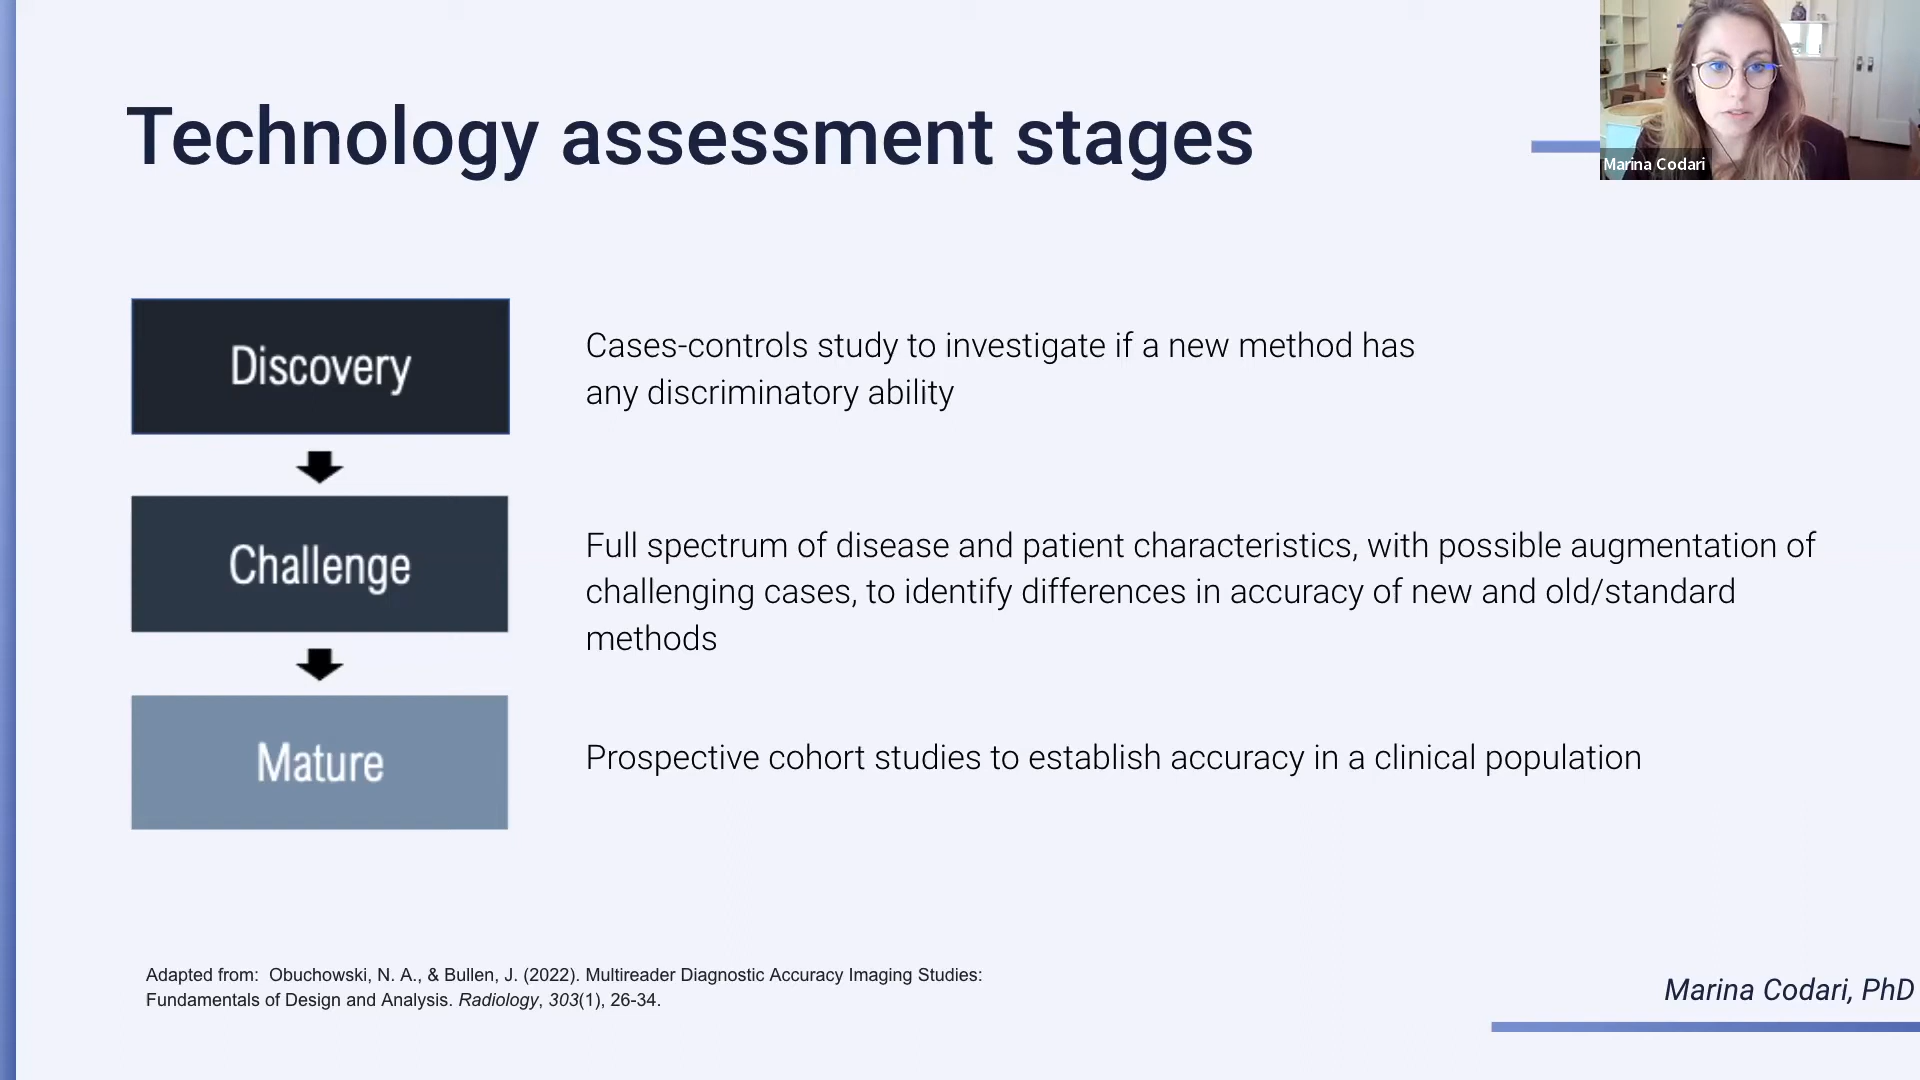 Technology assessment stages
Marina Codari
Discovery
Cases-controls study to investigate if a new method has
any discriminatory ability
Challenge
Full spectrum of disease and patient characteristics, with possible augmentation of
challenging cases, to identify differences in accuracy of new and old/standard
methods
Mature
Prospective cohort studies to establish accuracy in a clinical population
Adapted from:  Obuchowski, N. A., & Bullen, J. (2022). Multireader Diagnostic Accuracy Imaging Studies:
Fundamentals of Design and Analysis. Radiology, 303(1), 26-34.
Marina Codari, PhD